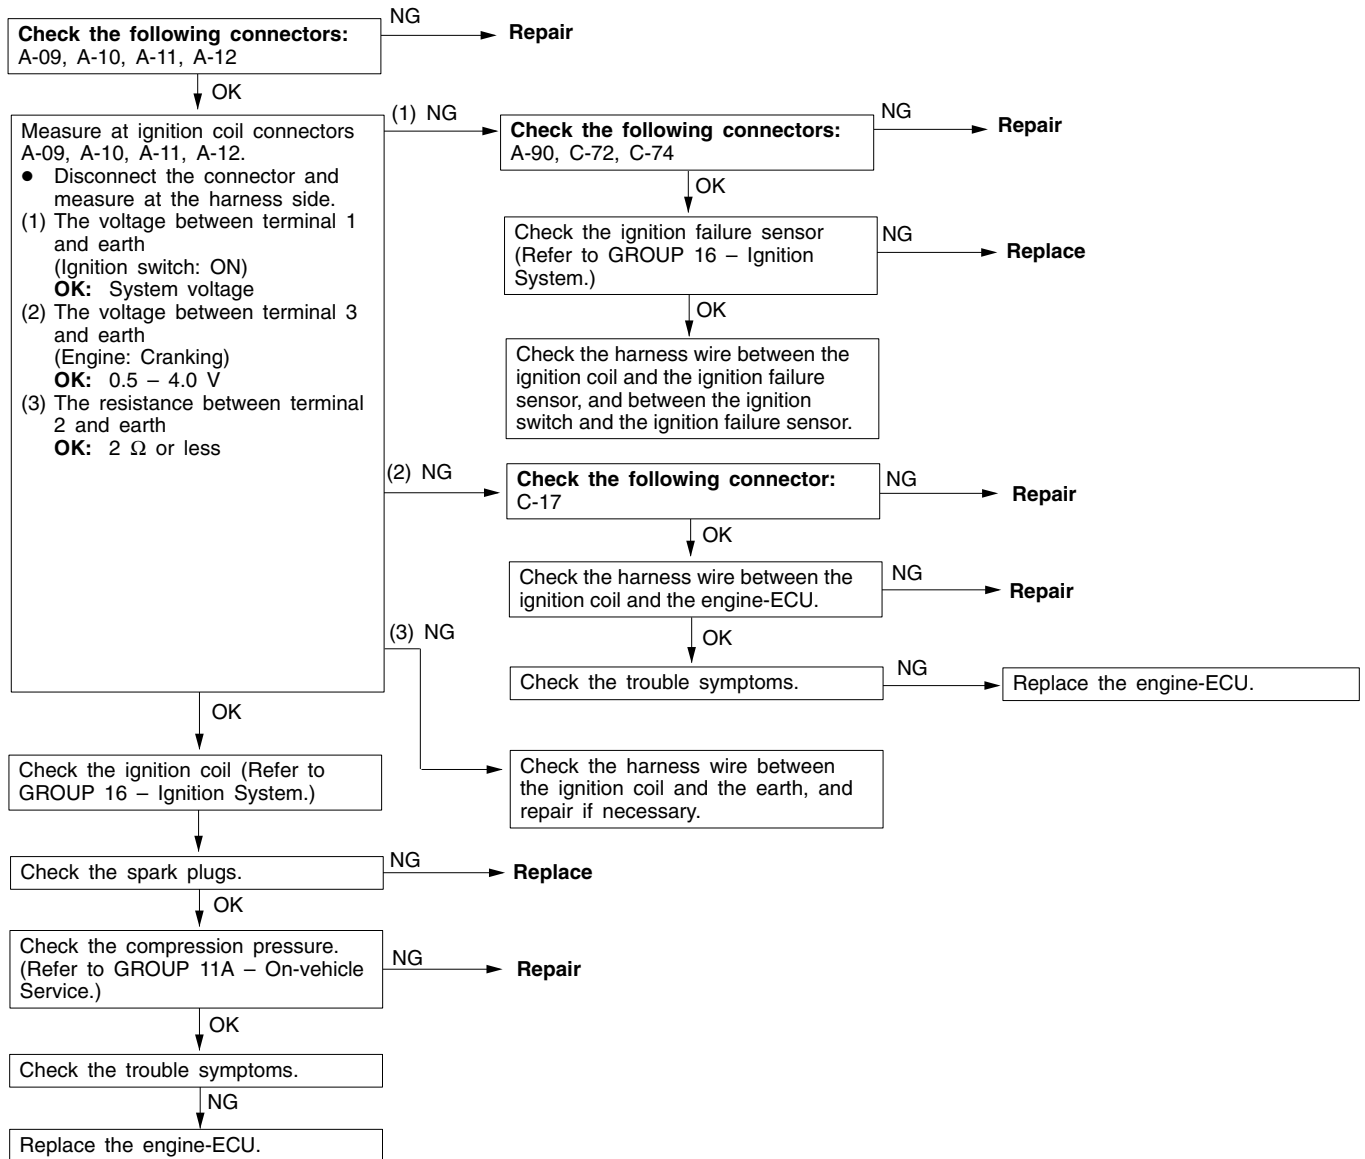 Check the following connectors:
A-09, A-10, A-11, A-12
NG
Repair
OK
Measure at ignition coil connectors
A-09, A-10, A-11, A-12.
● Disconnect the connector and
measure at the harness side.
(1) The voltage between terminal 1
and earth
(Ignition switch: ON)
OK: System voltage
(2) The voltage between terminal 3
and earth
(Engine: Cranking)
OK: 0.5 – 4.0 V
(3) The resistance between terminal
2 and earth
OK: 2 Ω or less
(1) NG
Check the following connectors:
A-90, C-72, C-74
NG
Repair
OK
Check the ignition failure sensor
(Refer to GROUP 16 – Ignition
System.)
NG
Replace
OK
Check the harness wire between the
ignition coil and the ignition failure
sensor, and between the ignition
switch and the ignition failure sensor.
(2) NG
Check the following connector:
C-17
NG
Repair
OK
Check the harness wire between the
ignition coil and the engine-ECU.
NG
Repair
OK
Check the trouble symptoms.
NG
Replace the engine-ECU.
(3) NG
Check the harness wire between
the ignition coil and the earth, and
repair if necessary.
OK
Check the ignition coil (Refer to
GROUP 16 – Ignition System.)
Check the spark plugs.
NG
Replace
OK
Check the compression pressure.
(Refer to GROUP 11A – On-vehicle
Service.)
NG
Repair
OK
Check the trouble symptoms.
NG
Replace the engine-ECU.